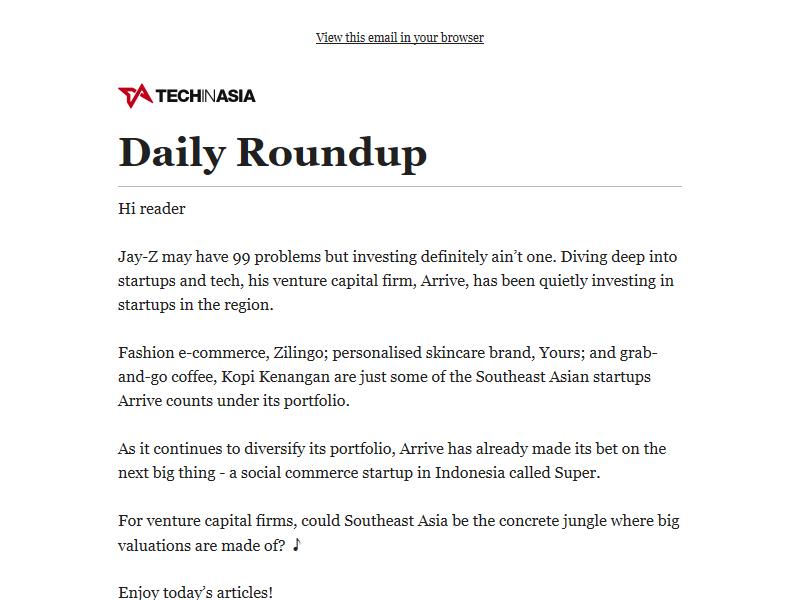 View this email in your browser
TECHINASIA
Daily Roundup
Hi reader
Jay-Z may have 99 problems but investing definitely ain’t one. Diving deep into
startups and tech, his venture capital firm, Arrive, has been quietly investing in
startups in the region.
Fashion e-commerce, Zilingo; personalised skincare brand, Yours; and grab-
and-go coffee, Kopi Kenangan are just some of the Southeast Asian startups
Arrive counts under its portfolio.
As it continues to diversify its portfolio, Arrive has already made its bet on the
next big thing - a social commerce startup in Indonesia called Super.
For venture capital firms, could Southeast Asia be the concrete jungle where big
valuations are made of? ♪
Enjoy today’s articles!